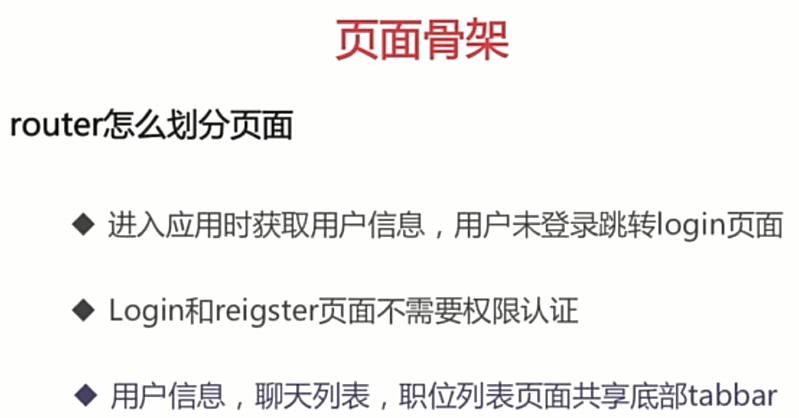 页面骨架
router怎么划分页面
◆ 进入应用时获取用户信息，用户未登录跳转login页面
◆ Login和reigster页面不需要权限认证
◆ 用户信息，聊天列表，职位列表页面共享底部tabbar